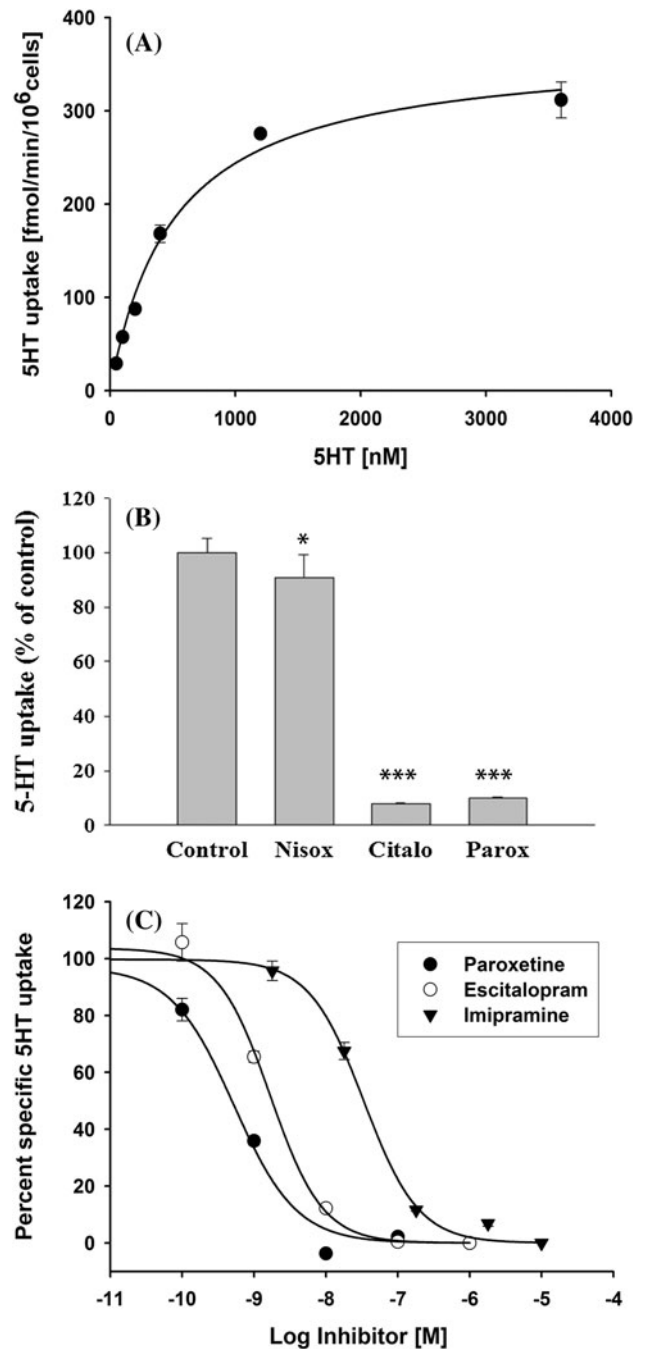 (A)
5HT uptake [fmol/min/10⁶cells]
400
300
200
100
0
0 1000 2000 3000 4000
5HT [nM]
(B)
5-HT uptake (% of control)
120
100
80
60
40
20
0
*
*** ***
Control Nisox Citalo Parox
(C)
Percent specific 5HT uptake
120
100
80
60
40
20
0
Paroxetine
Escitalopram
Imipramine
-11 -10 -9 -8 -7 -6 -5 -4
Log Inhibitor [M]